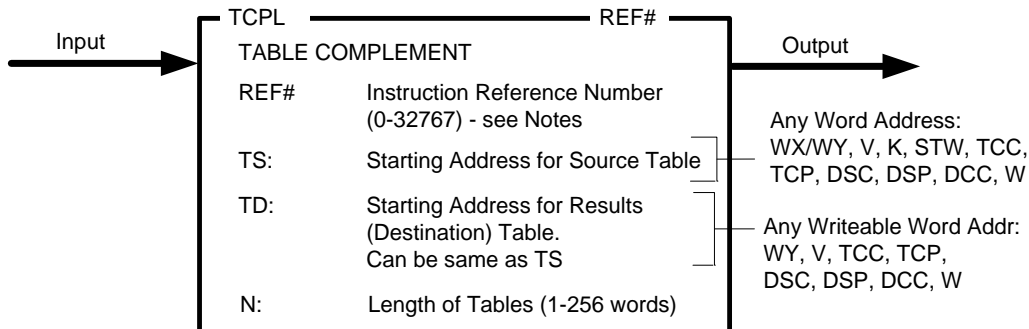 TCPL REF#
Input
Output
TABLE COMPLEMENT
REF# Instruction Reference Number
(0-32767) - see Notes
TS: Starting Address for Source Table
Any Word Address:
WX/WY, V, K, STW, TCC,
TCP, DSC, DSP, DCC, W
TD: Starting Address for Results
(Destination) Table.
Can be same as TS
Any Writeable Word Addr:
WY, V, TCC, TCP,
DSC, DSP, DCC, W
N: Length of Tables (1-256 words)